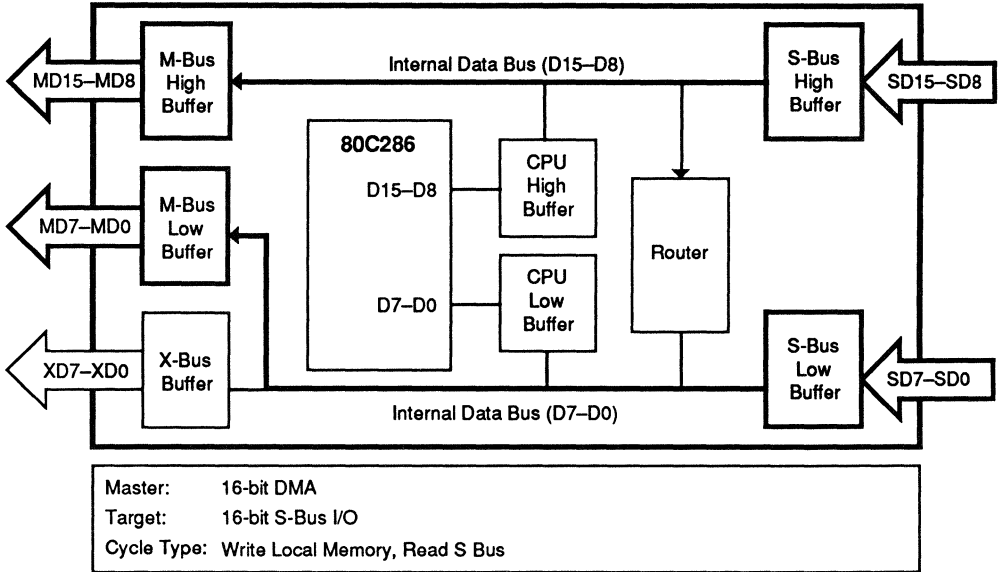 MD15–MD8
M-Bus
High
Buffer
Internal Data Bus (D15–D8)
S-Bus
High
Buffer
SD15–SD8
80C286
D15–D8
CPU
High
Buffer
MD7–MD0
M-Bus
Low
Buffer
Router
D7–D0
CPU
Low
Buffer
XD7–XD0
X-Bus
Buffer
S-Bus
Low
Buffer
SD7–SD0
Internal Data Bus (D7–D0)
Master: 16-bit DMA
Target: 16-bit S-Bus I/O
Cycle Type: Write Local Memory, Read S Bus